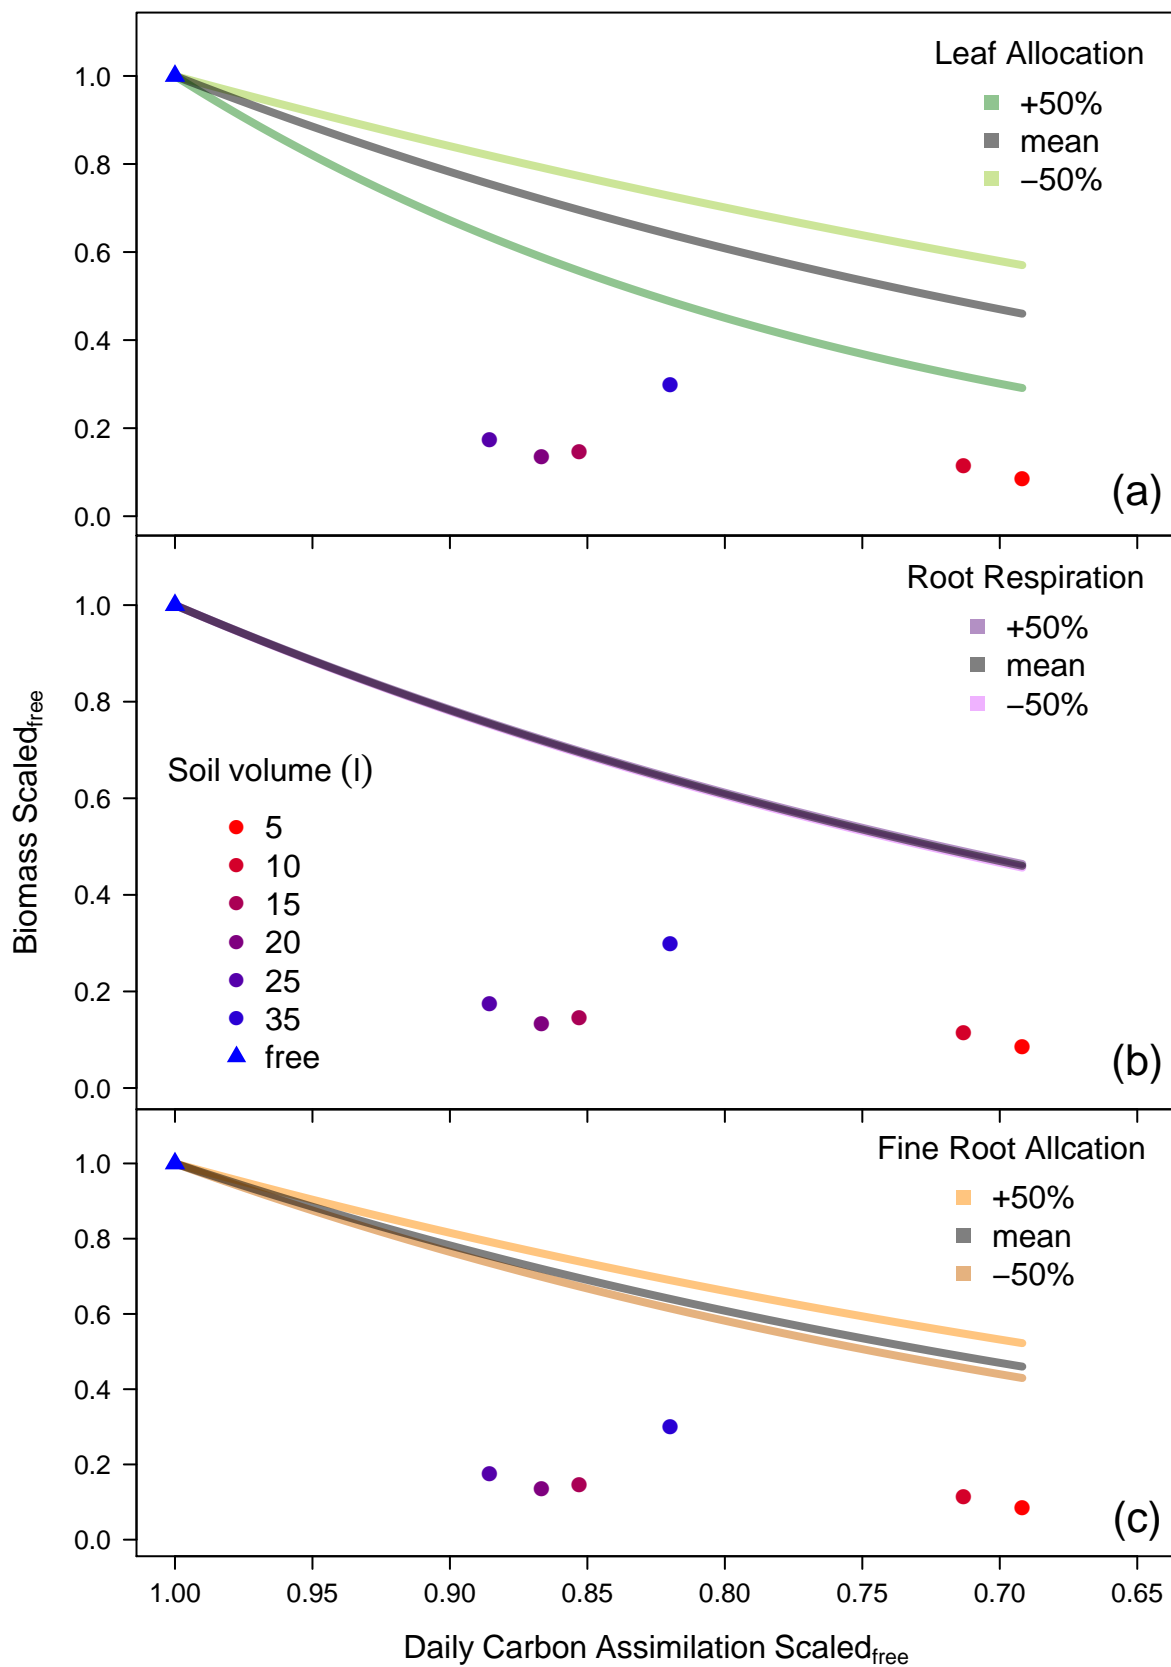 Leaf Allocation
+50%
mean
−50%
1.0
0.8
0.6
0.4
0.2
0.0
(a)
Root Respiration
+50%
mean
−50%
1.0
0.8
0.6
0.4
0.2
0.0
Soil volume (l)
5
10
15
20
25
35
free
(b)
Biomass Scaledfree
Fine Root Allcation
+50%
mean
−50%
1.0
0.8
0.6
0.4
0.2
0.0
(c)
1.00 0.95 0.90 0.85 0.80 0.75 0.70 0.65
Daily Carbon Assimilation Scaledfree